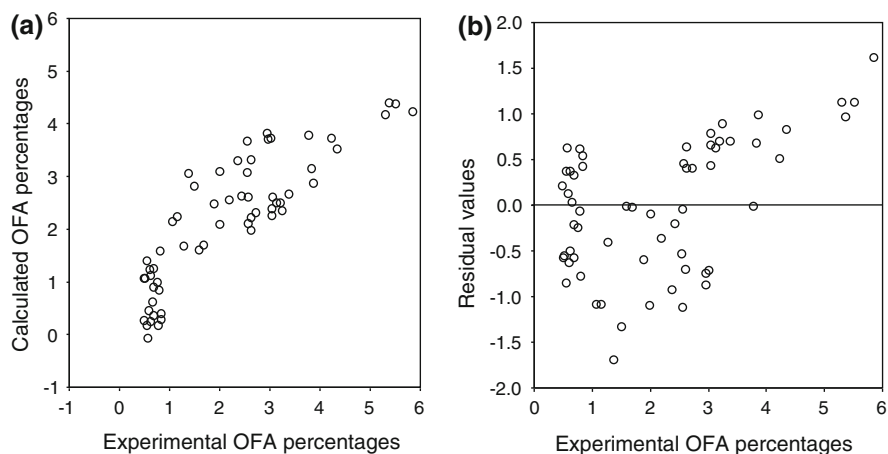 (a)
Calculated OFA percentages
6
5
4
3
2
1
0
-1
-1 0 1 2 3 4 5 6
Experimental OFA percentages
(b)
Residual values
2.0
1.5
1.0
0.5
0.0
-0.5
-1.0
-1.5
-2.0
0 1 2 3 4 5 6
Experimental OFA percentages